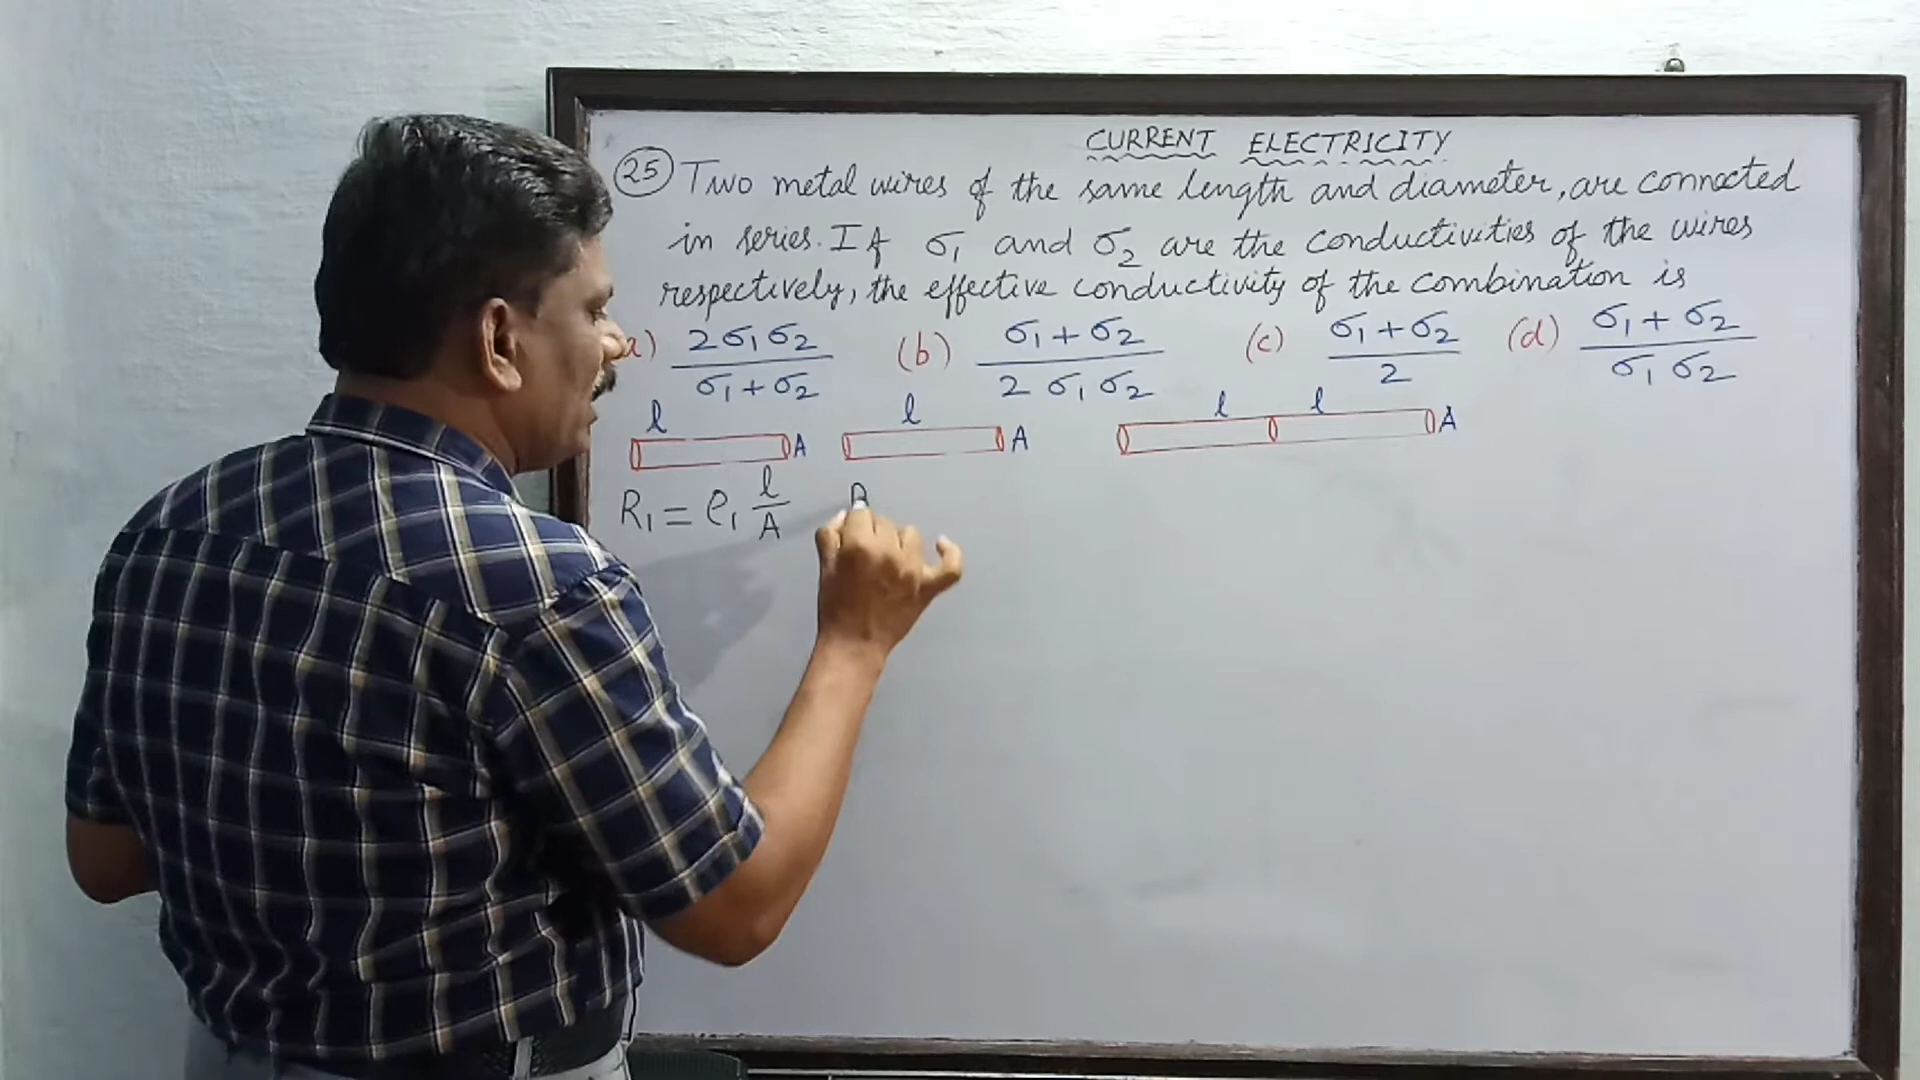 CURRENT ELECTRICITY
(25) Two metal wires of the same length and diameter, are connected
in series. If σ₁ and σ₂ are the conductivities of the wires
respectively, the effective conductivity of the combination is
a) 2σ₁σ₂ / σ₁+σ₂ (b) σ₁+σ₂ / 2σ₁σ₂ (c) σ₁+σ₂ / 2 (d) σ₁+σ₂ / σ₁σ₂
l l l l
A A A
R₁ = ρ₁ l/A